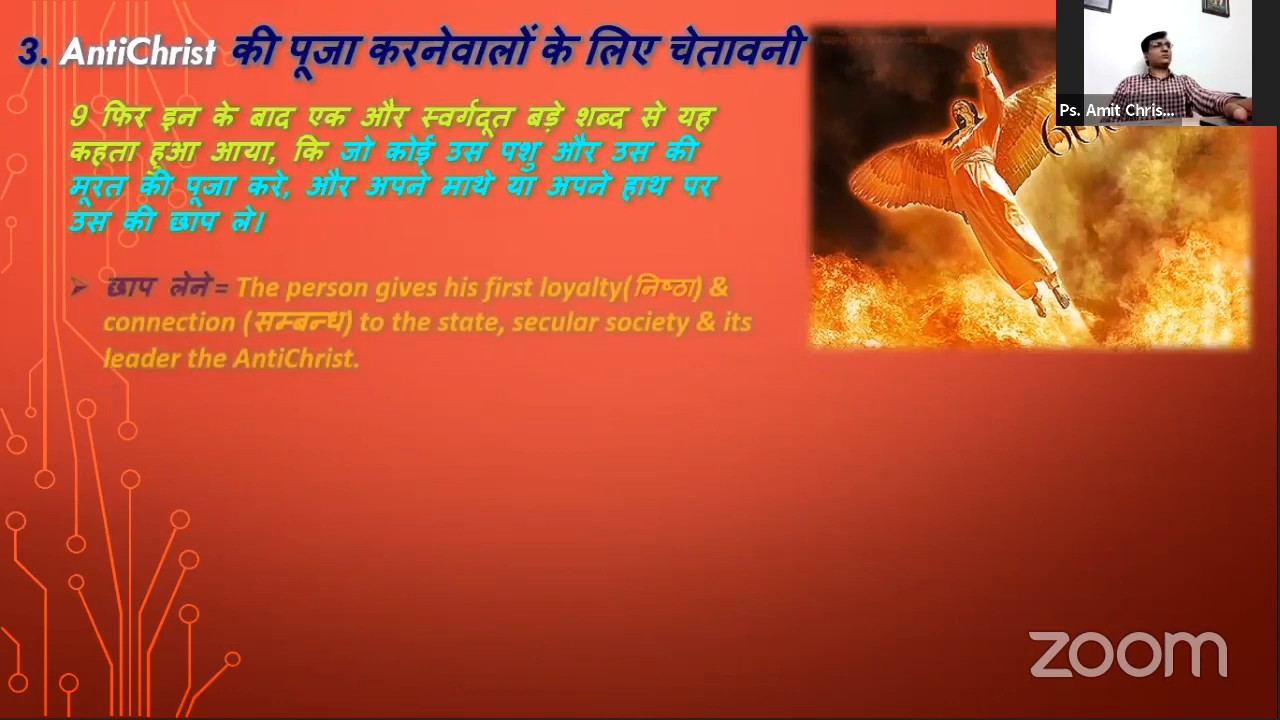 3. AntiChrist की पूजा करनेवालों के लिए चेतावनी
9 फिर इन के बाद एक और स्वर्गदूत बड़े शब्द से यह
कहता हुआ आया, कि जो कोई उस पशु और उस की
मूरत की पूजा करे, और अपने माथे या अपने हाथ पर
उस की छाप ले।
➤ छाप लेने = The person gives his first loyalty(निष्ठा) &
connection (सम्बन्ध) to the state, secular society & its
leader the AntiChrist.
Ps. Amit Chris...
zoom